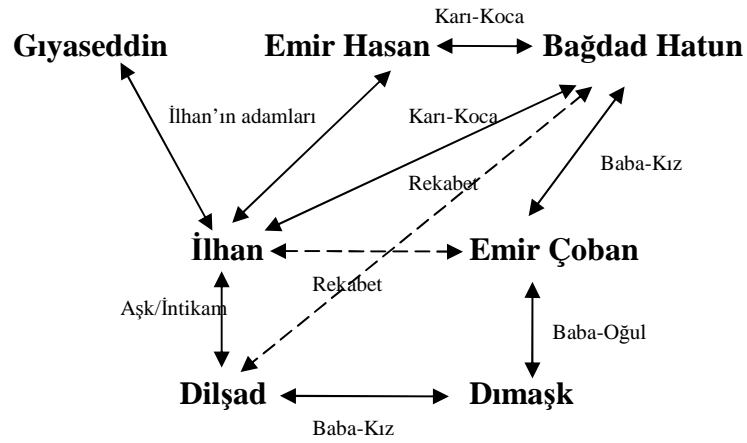 Karı-Koca
Gıyaseddin Emir Hasan Bağdad Hatun
İlhan’ın adamları Karı-Koca
Baba-Kız
Rekabet
İlhan Emir Çoban
Rekabet
Aşk/İntikam
Baba-Oğul
Dilşad Dımaşk
Baba-Kız